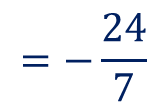 = − 24/7